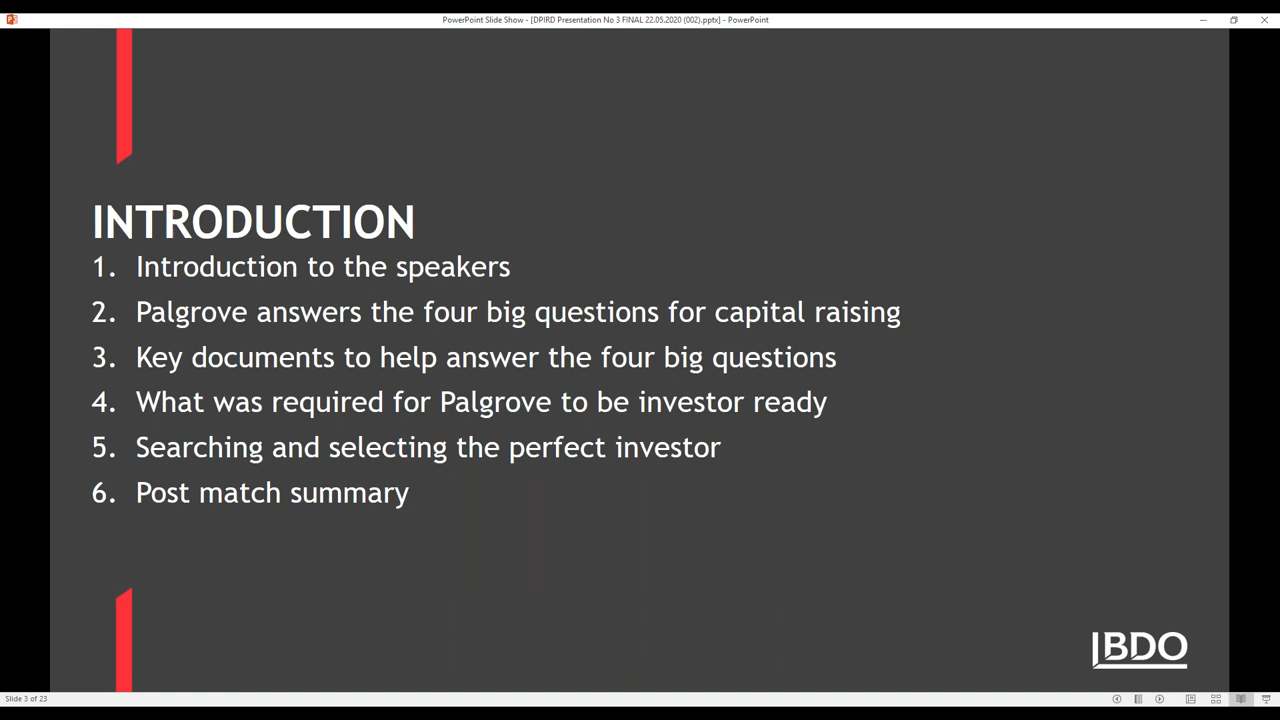 PowerPoint Slide Show - [DPIRD Presentation No 3 FINAL 22.05.2020 (002).pptx] - PowerPoint
INTRODUCTION
1. Introduction to the speakers
2. Palgrove answers the four big questions for capital raising
3. Key documents to help answer the four big questions
4. What was required for Palgrove to be investor ready
5. Searching and selecting the perfect investor
6. Post match summary
BDO
Slide 3 of 23